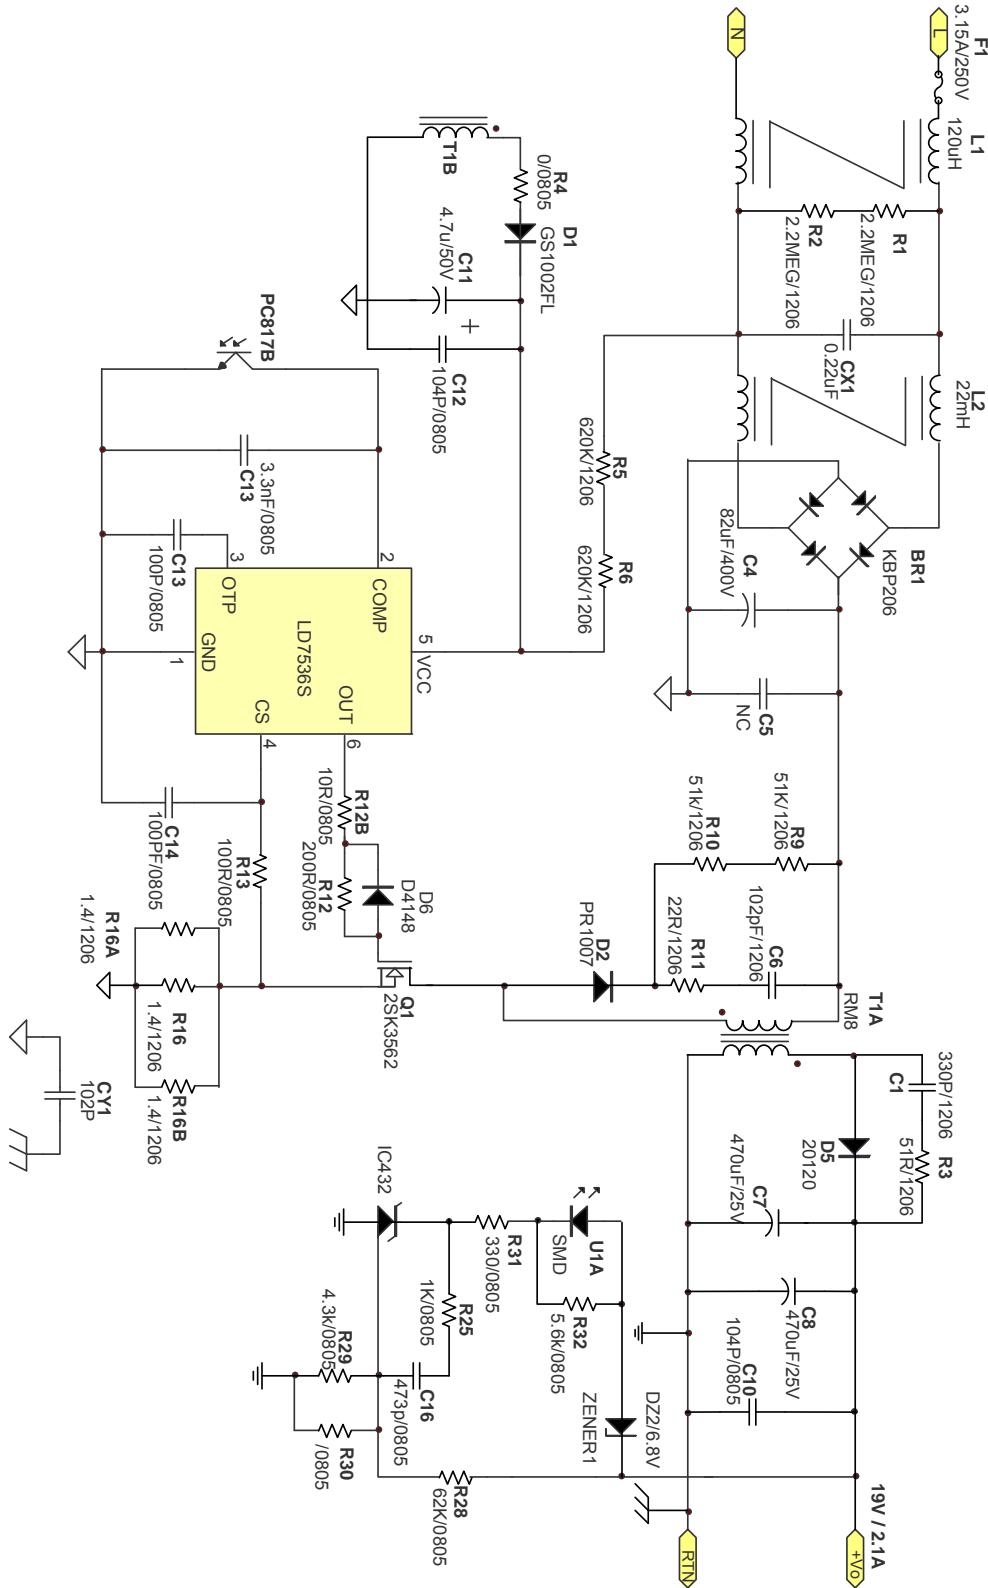 F1
3.15A/250V
L
N
L1
120uH
R1
2.2MEG/1206
R2
2.2MEG/1206
CX1
0.22uF
L2
22mH
BR1
KBP206
C4
82uF/400V
C5
NC
R9
51K/1206
R10
51k/1206
R11
22R/1206
C6
102pF/1206
D2
PR1007
T1A
RM8
T1B
R4
0/0805
D1
GS1002FL
C11
4.7u/50V
+
C12
104P/0805
R5
620K/1206
R6
620K/1206
PC817B
C13
3.3nF/0805
C13
100P/0805
3
OTP
2
COMP
LD7536S
5
VCC
1
GND
CS
4
OUT
6
R12B
10R/0805
R12
200R/0805
D6
D4148
Q1
2SK3562
C14
100PF/0805
R13
100R/0805
R16A
1.4/1206
R16
1.4/1206
R16B
1.4/1206
CY1
102P
C1
330P/1206
R3
51R/1206
D5
20120
C7
470uF/25V
C8
470uF/25V
C10
104P/0805
IC432
R31
330/0805
U1A
SMD
R32
5.6k/0805
R25
1K/0805
C16
473p/0805
R29
4.3k/0805
R30
/0805
R28
62K/0805
DZ2/6.8V
ZENER1
19V / 2.1A
+Vo
RTN